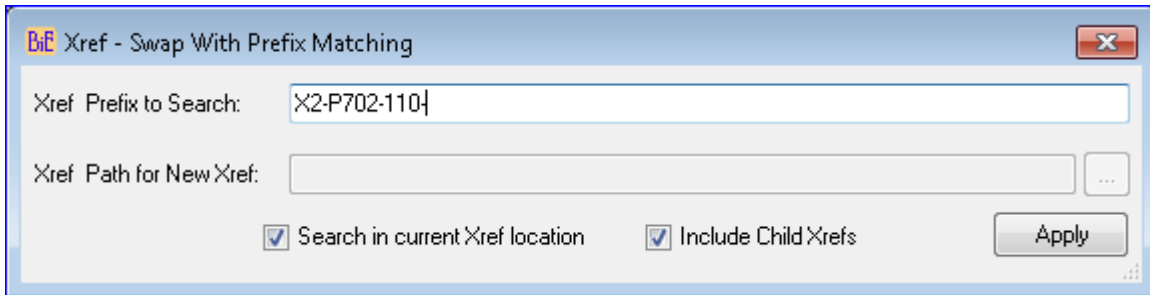 BiE Xref - Swap With Prefix Matching
Xref Prefix to Search: X2-P702-110-
Xref Path for New Xref: ...
Search in current Xref location Include Child Xrefs Apply